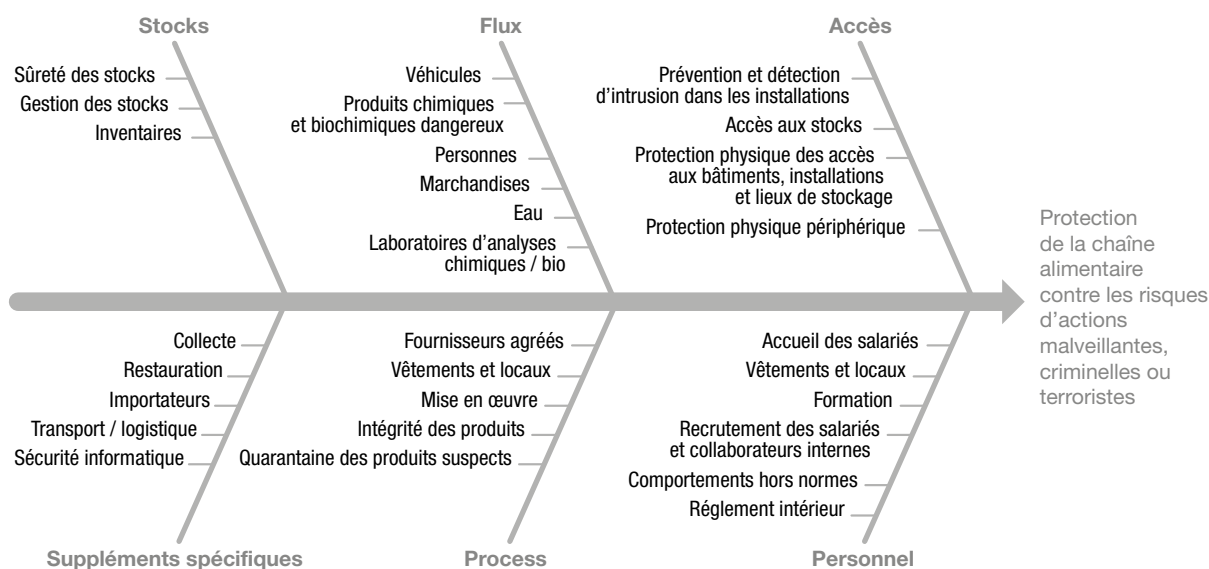 Stocks
Sûreté des stocks
Gestion des stocks
Inventaires
Flux
Véhicules
Produits chimiques
et biochimiques dangereux
Personnes
Marchandises
Eau
Laboratoires d'analyses
chimiques / bio
Accès
Prévention et détection
d'intrusion dans les installations
Accès aux stocks
Protection physique des accès
aux bâtiments, installations
et lieux de stockage
Protection physique périphérique
Protection
de la chaîne
alimentaire
contre les risques
d'actions
malveillantes,
criminelles ou
terroristes
Collecte
Restauration
Importateurs
Transport / logistique
Sécurité informatique
Suppléments spécifiques
Fournisseurs agréés
Vêtements et locaux
Mise en œuvre
Intégrité des produits
Quarantaine des produits suspects
Process
Accueil des salariés
Vêtements et locaux
Formation
Recrutement des salariés
et collaborateurs internes
Comportements hors normes
Réglement intérieur
Personnel